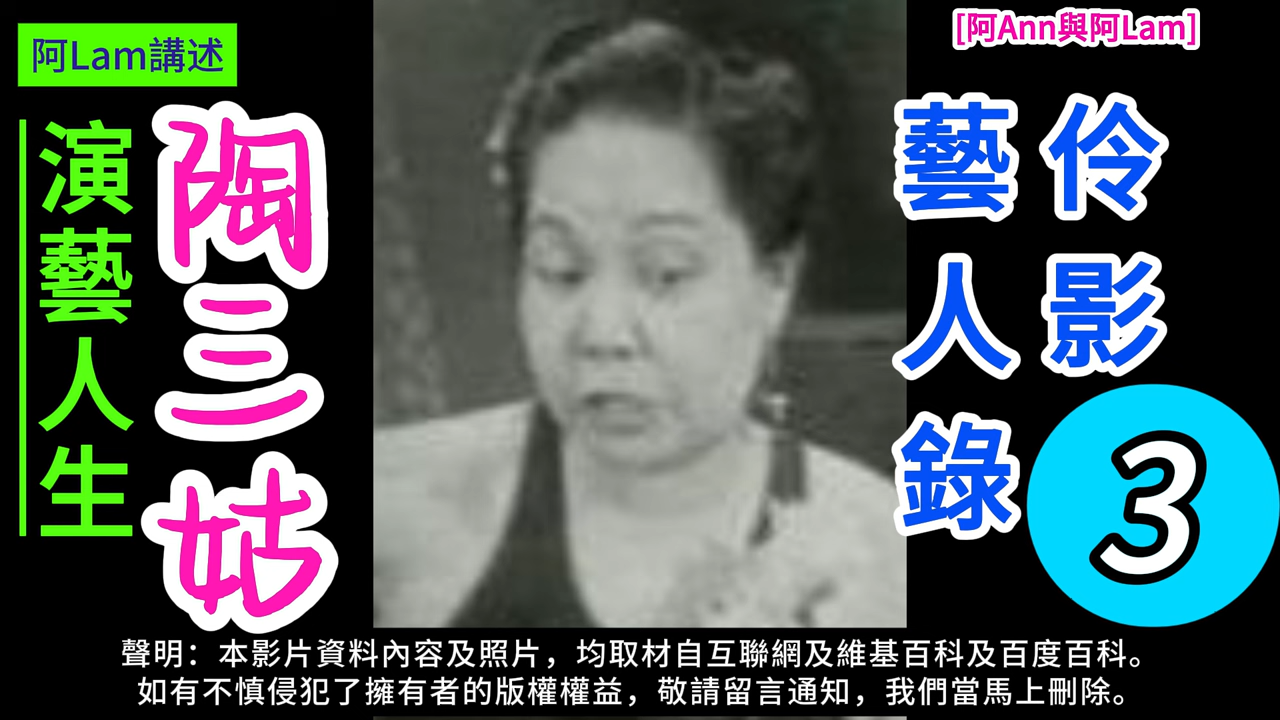 阿Lam講述
[阿Ann與阿Lam]
演藝人生
陶三姑
伶影
藝人錄
3
聲明：本影片資料內容及照片，均取材自互聯網及維基百科及百度百科。
如有不慎侵犯了擁有者的版權權益，敬請留言通知，我們當馬上刪除。